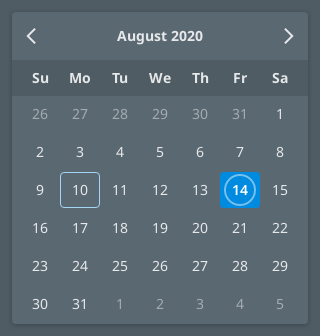 August 2020
Su Mo Tu We Th Fr Sa
26 27 28 29 30 31 1
2 3 4 5 6 7 8
9 10 11 12 13 14 15
16 17 18 19 20 21 22
23 24 25 26 27 28 29
30 31 1 2 3 4 5